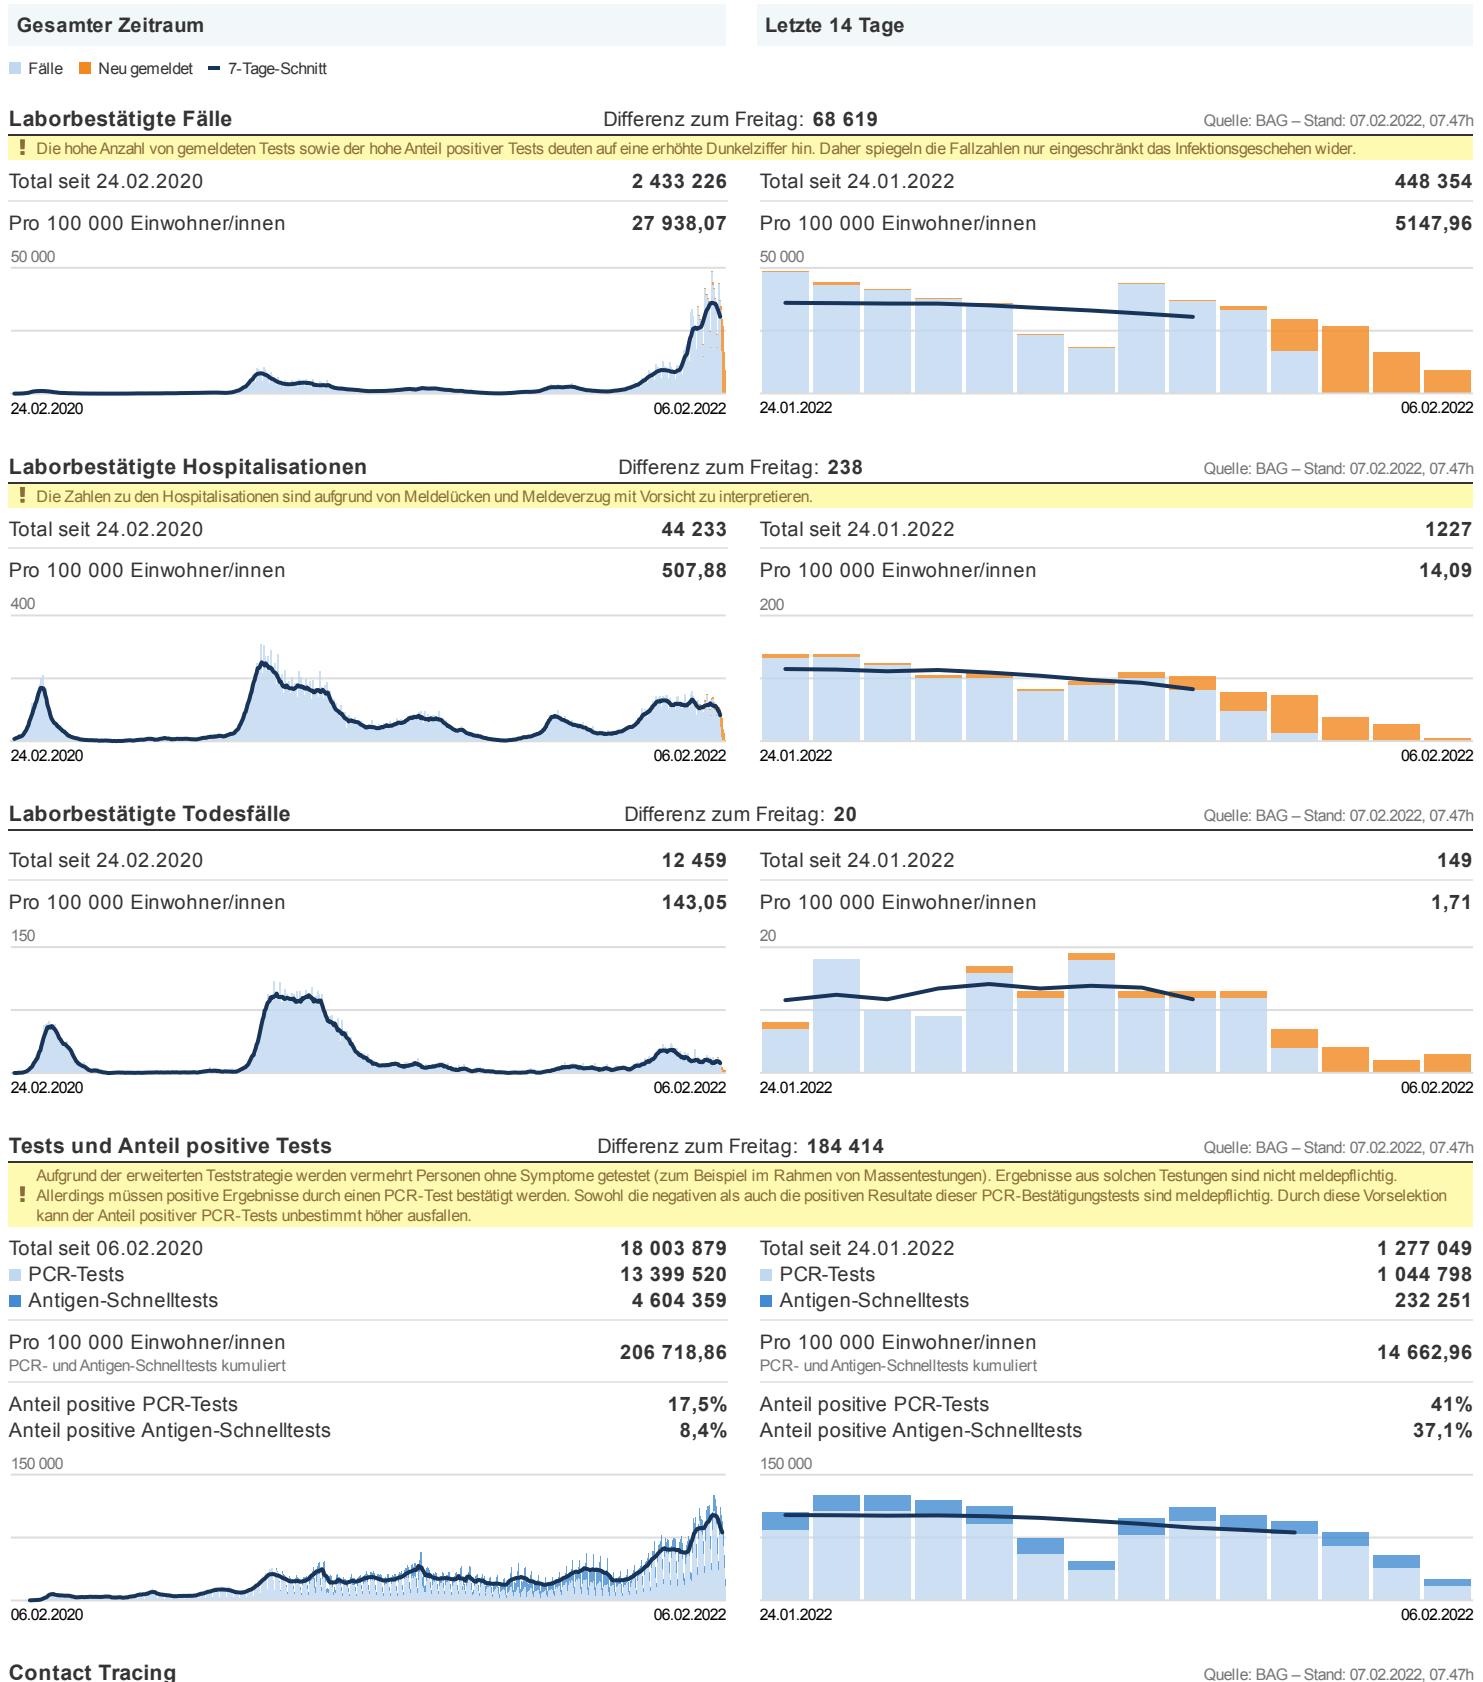 Gesamter Zeitraum
Letzte 14 Tage
Fälle Neu gemeldet 7-Tage-Schnitt
Laborbestätigte Fälle Differenz zum Freitag: 68 619 Quelle: BAG – Stand: 07.02.2022, 07.47h
! Die hohe Anzahl von gemeldeten Tests sowie der hohe Anteil positiver Tests deuten auf eine erhöhte Dunkelziffer hin. Daher spiegeln die Fallzahlen nur eingeschränkt das Infektionsgeschehen wider.
Total seit 24.02.2020 2 433 226
Pro 100 000 Einwohner/innen 27 938,07
50 000
24.02.2020 06.02.2022
Total seit 24.01.2022 448 354
Pro 100 000 Einwohner/innen 5147,96
50 000
24.01.2022 06.02.2022
Laborbestätigte Hospitalisationen Differenz zum Freitag: 238 Quelle: BAG – Stand: 07.02.2022, 07.47h
! Die Zahlen zu den Hospitalisationen sind aufgrund von Meldelücken und Meldeverzug mit Vorsicht zu interpretieren.
Total seit 24.02.2020 44 233
Pro 100 000 Einwohner/innen 507,88
400
24.02.2020 06.02.2022
Total seit 24.01.2022 1227
Pro 100 000 Einwohner/innen 14,09
200
24.01.2022 06.02.2022
Laborbestätigte Todesfälle Differenz zum Freitag: 20 Quelle: BAG – Stand: 07.02.2022, 07.47h
Total seit 24.02.2020 12 459
Pro 100 000 Einwohner/innen 143,05
150
24.02.2020 06.02.2022
Total seit 24.01.2022 149
Pro 100 000 Einwohner/innen 1,71
20
24.01.2022 06.02.2022
Tests und Anteil positive Tests Differenz zum Freitag: 184 414 Quelle: BAG – Stand: 07.02.2022, 07.47h
Aufgrund der erweiterten Teststrategie werden vermehrt Personen ohne Symptome getestet (zum Beispiel im Rahmen von Massentestungen). Ergebnisse aus solchen Testungen sind nicht meldepflichtig.
! Allerdings müssen positive Ergebnisse durch einen PCR-Test bestätigt werden. Sowohl die negativen als auch die positiven Resultate dieser PCR-Bestätigungstests sind meldepflichtig. Durch diese Vorselektion
kann der Anteil positiver PCR-Tests unbestimmt höher ausfallen.
Total seit 06.02.2020 18 003 879
PCR-Tests 13 399 520
Antigen-Schnelltests 4 604 359
Pro 100 000 Einwohner/innen 206 718,86
PCR- und Antigen-Schnelltests kumuliert
Anteil positive PCR-Tests 17,5%
Anteil positive Antigen-Schnelltests 8,4%
150 000
06.02.2020 06.02.2022
Total seit 24.01.2022 1 277 049
PCR-Tests 1 044 798
Antigen-Schnelltests 232 251
Pro 100 000 Einwohner/innen 14 662,96
PCR- und Antigen-Schnelltests kumuliert
Anteil positive PCR-Tests 41%
Anteil positive Antigen-Schnelltests 37,1%
150 000
24.01.2022 06.02.2022
Contact Tracing Quelle: BAG – Stand: 07.02.2022, 07.47h